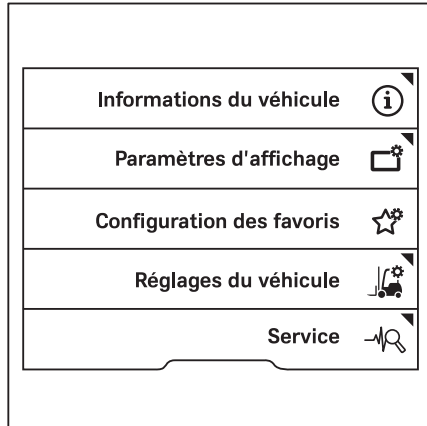 Informations du véhicule
Paramètres d'affichage
Configuration des favoris
Réglages du véhicule
Service